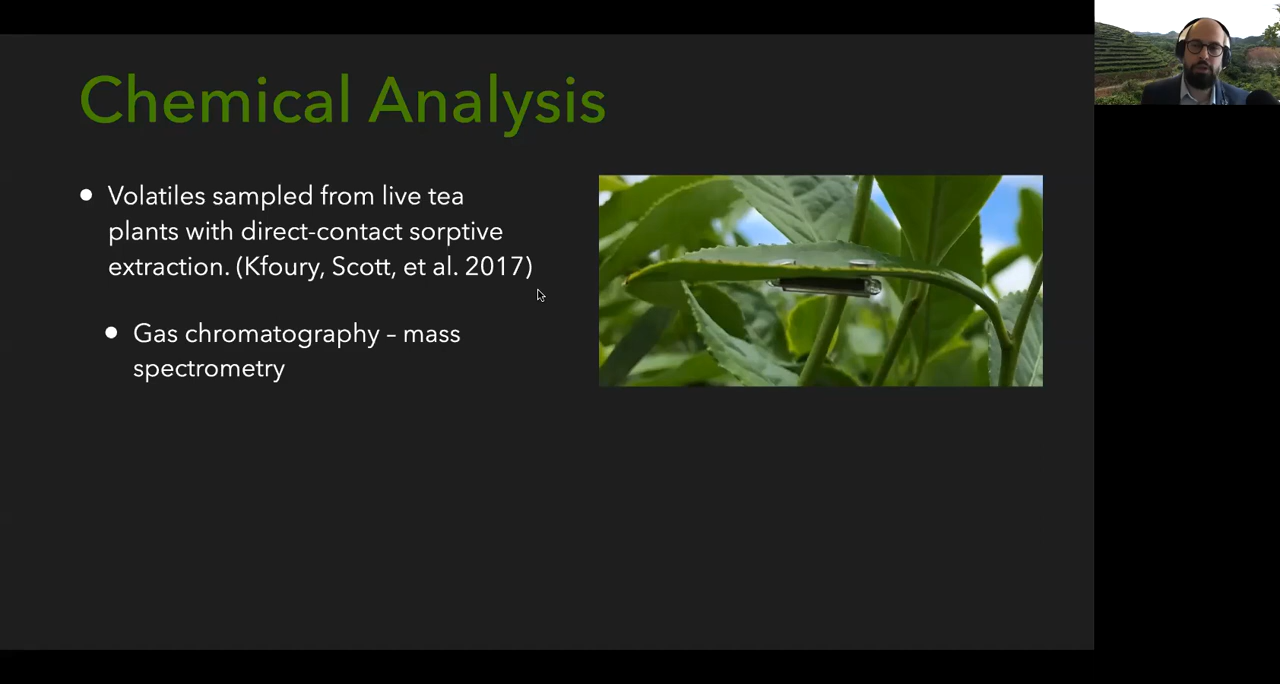 Chemical Analysis
Volatiles sampled from live tea
plants with direct-contact sorptive
extraction. (Kfoury, Scott, et al. 2017)
Gas chromatography – mass
spectrometry